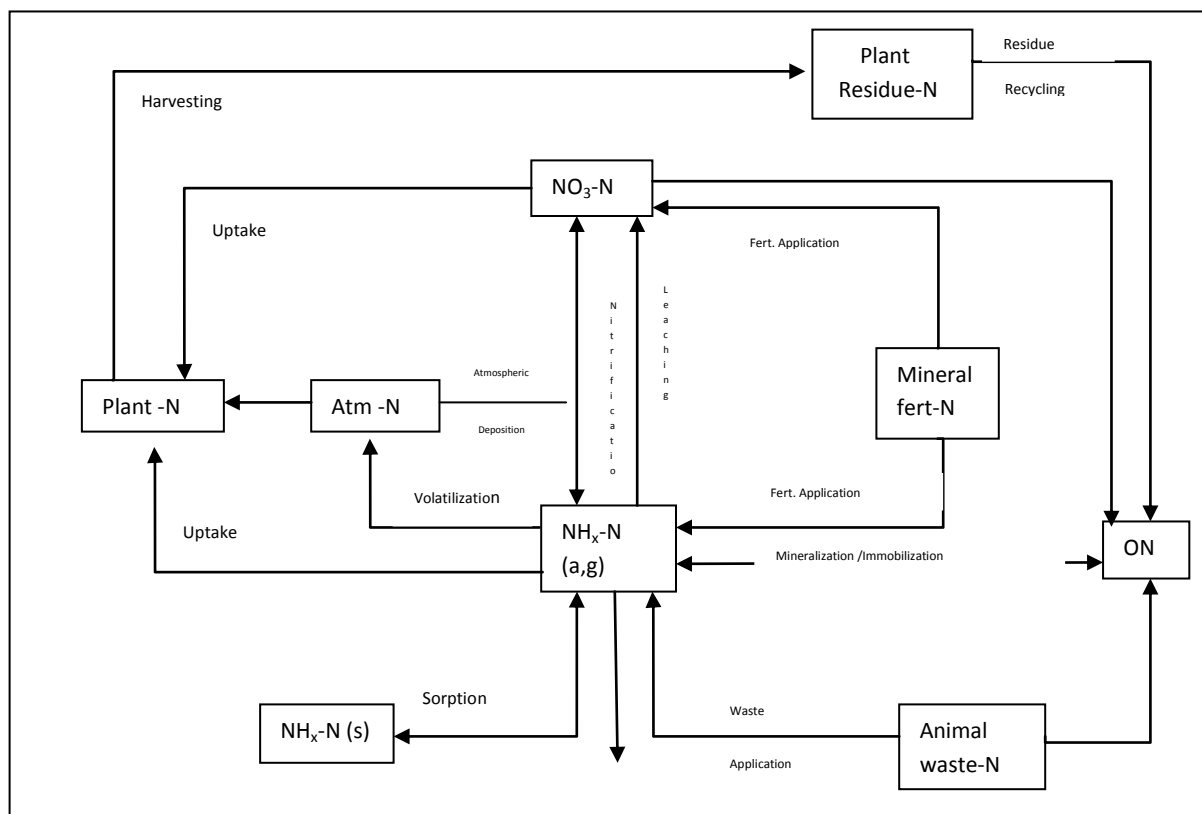 Plant
Residue-N
Residue
Recycling
Harvesting
NO₃-N
Uptake
Fert. Application
Nitrificatio
Leaching
Mineral
fert-N
Plant -N
Atm -N
Atmospheric
Deposition
Volatilization
Fert. Application
Uptake
NHₓ-N
(a,g)
Mineralization /Immobilization
ON
Sorption
NHₓ-N (s)
Waste
Application
Animal
waste-N